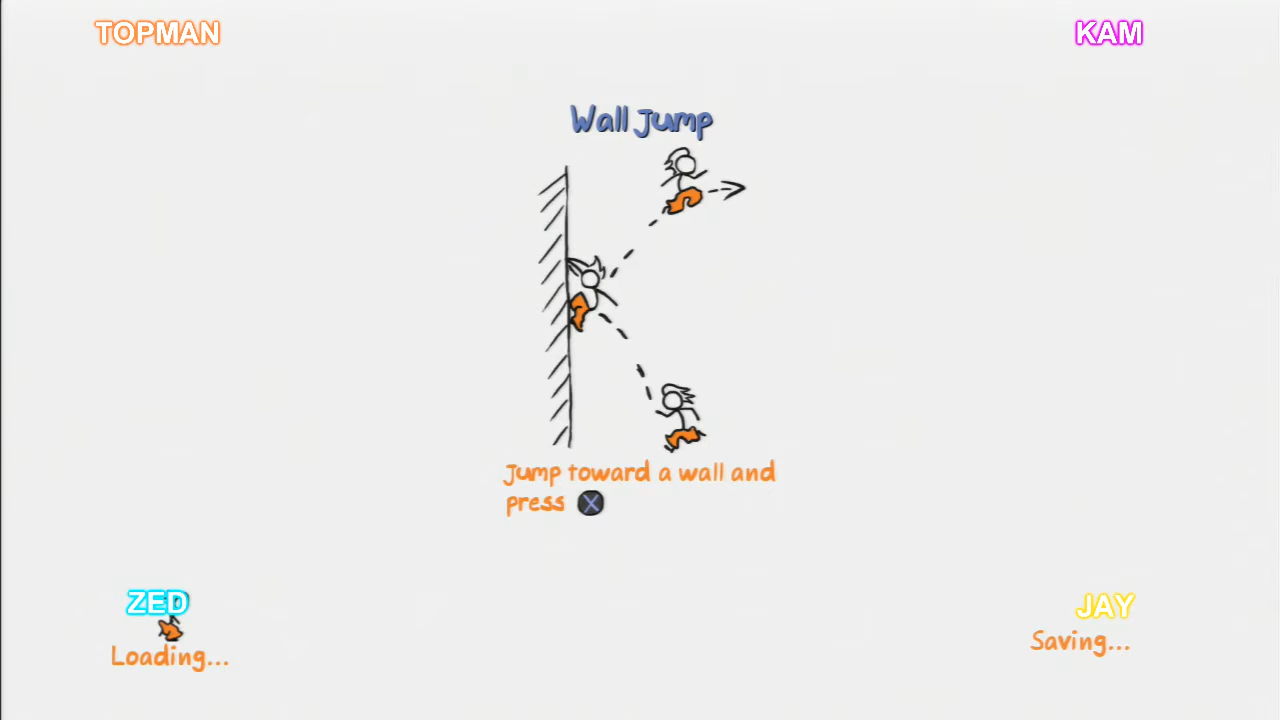 TOPMAN
KAM
Wall Jump
Jump toward a wall and
press X
ZED
JAY
Loading...
Saving...